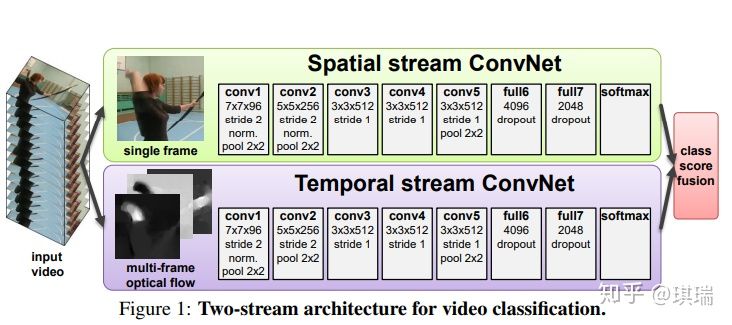 Spatial stream ConvNet
conv1
7x7x96
stride 2
norm.
pool 2x2
conv2
5x5x256
stride 2
norm.
pool 2x2
conv3
3x3x512
stride 1
conv4
3x3x512
stride 1
conv5
3x3x512
stride 1
pool 2x2
full6
4096
dropout
full7
2048
dropout
softmax
single frame
Temporal stream ConvNet
conv1
7x7x96
stride 2
norm.
pool 2x2
conv2
5x5x256
stride 2
pool 2x2
conv3
3x3x512
stride 1
conv4
3x3x512
stride 1
conv5
3x3x512
stride 1
pool 2x2
full6
4096
dropout
full7
2048
dropout
softmax
multi-frame
optical flow
input
video
class
score
fusion
Figure 1: Two-stream architecture for video classification.
知乎 @琪瑞